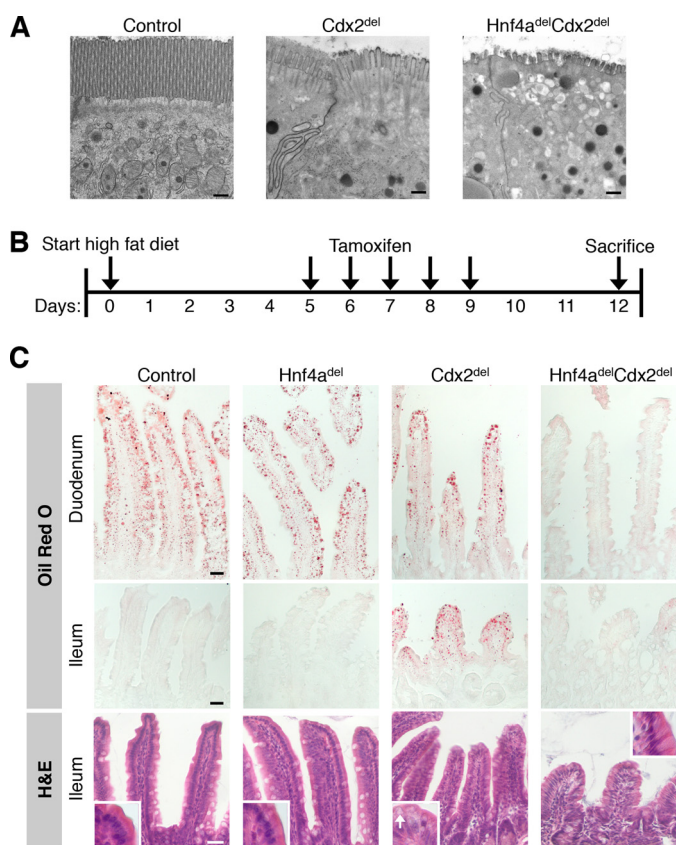 A
Control
Cdx2del
Hnf4adelCdx2del
B
Start high fat diet
Tamoxifen
Sacrifice
Days: 0 1 2 3 4 5 6 7 8 9 10 11 12
C
Control
Hnf4adel
Cdx2del
Hnf4adelCdx2del
Oil Red O
Duodenum
Ileum
H&E
Ileum